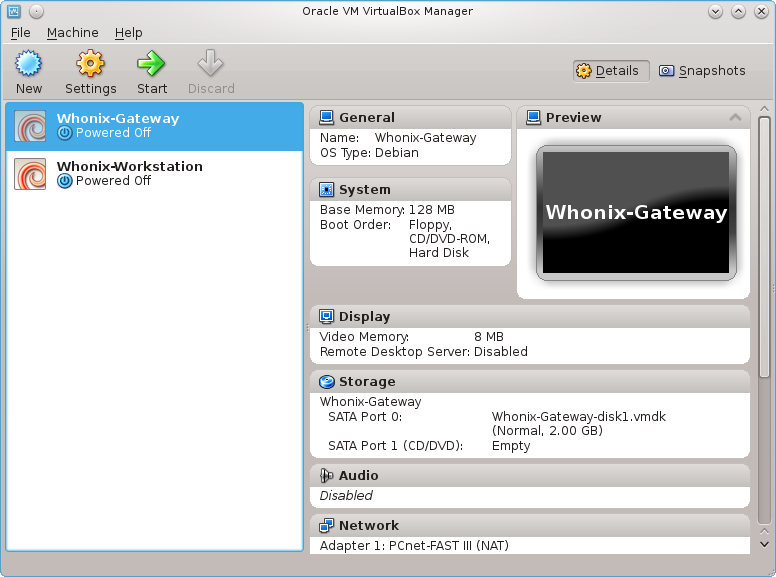 Oracle VM VirtualBox Manager
File Machine Help
New Settings Start Discard
Details Snapshots
Whonix-Gateway
Powered Off
Whonix-Workstation
Powered Off
General
Name: Whonix-Gateway
OS Type: Debian
System
Base Memory: 128 MB
Boot Order: Floppy,
CD/DVD-ROM,
Hard Disk
Preview
Whonix-Gateway
Display
Video Memory: 8 MB
Remote Desktop Server: Disabled
Storage
Whonix-Gateway
SATA Port 0: Whonix-Gateway-disk1.vmdk
(Normal, 2.00 GB)
SATA Port 1 (CD/DVD): Empty
Audio
Disabled
Network
Adapter 1: PCnet-FAST III (NAT)